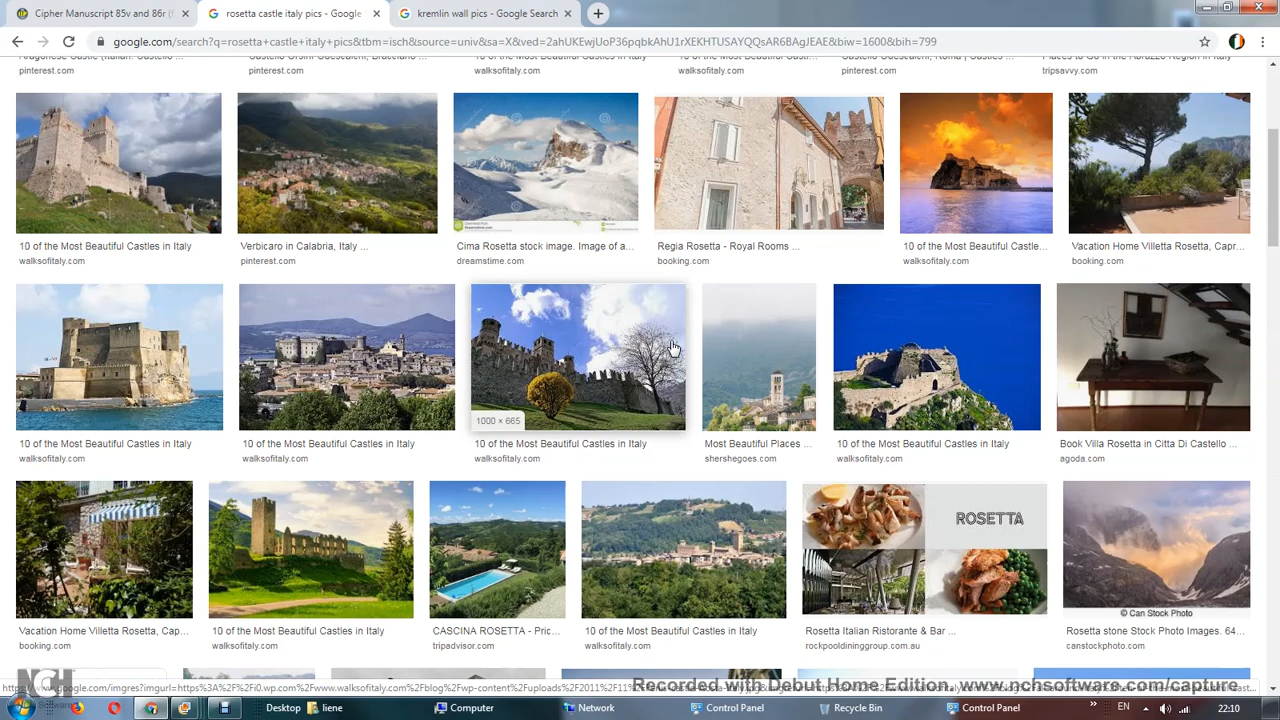 Cipher Manuscript 85v and 86r (
rosetta castle italy pics - Google
kremlin wall pics - Google Search
google.com/search?q=rosetta+castle+italy+pics&tbm=isch&source=univ&sa=X&ved=2ahUKEwjUoP36pqbkAhU1rXEKHTUSAYQQsAR6BAgJEAE&biw=1600&bih=799
pinterest.com
pinterest.com
walksofitaly.com
walksofitaly.com
pinterest.com
tripsavvy.com
10 of the Most Beautiful Castles in Italy
walksofitaly.com
Verbicaro in Calabria, Italy ...
pinterest.com
Cima Rosetta stock image. Image of a...
dreamstime.com
Regia Rosetta - Royal Rooms ...
booking.com
10 of the Most Beautiful Castle...
walksofitaly.com
Vacation Home Villetta Rosetta, Capr...
booking.com
1000 × 665
10 of the Most Beautiful Castles in Italy
walksofitaly.com
10 of the Most Beautiful Castles in Italy
walksofitaly.com
10 of the Most Beautiful Castles in Italy
walksofitaly.com
Most Beautiful Places ...
shershegoes.com
10 of the Most Beautiful Castles in Italy
walksofitaly.com
Book Villa Rosetta in Citta Di Castello ...
agoda.com
ROSETTA
© Can Stock Photo
Vacation Home Villetta Rosetta, Cap...
booking.com
10 of the Most Beautiful Castles in Italy
walksofitaly.com
CASCINA ROSETTA - Pric...
tripadvisor.com
10 of the Most Beautiful Castles in Italy
walksofitaly.com
Rosetta Italian Ristorante & Bar ...
rockpooldininggroup.com.au
Rosetta stone Stock Photo Images. 64...
canstockphoto.com
NCH
Recorded with Debut Home Edition. www.nchsoftware.com/capture
Desktop
liene
Computer
Network
Control Panel
Recycle Bin
Control Panel
EN
22:10